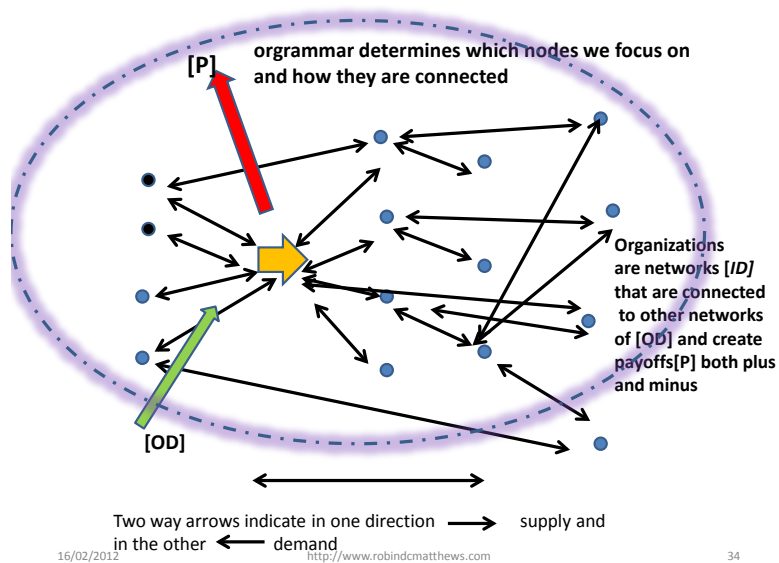 orgrammar determines which nodes we focus on
[P]
and how they are connected
Organizations
are networks [ID]
that are connected
to other networks
of [OD] and create
payoffs[P] both plus
and minus
[OD]
Two way arrows indicate in one direction supply and
in the other demand
16/02/2012 http://www.robindcmatthews.com 34